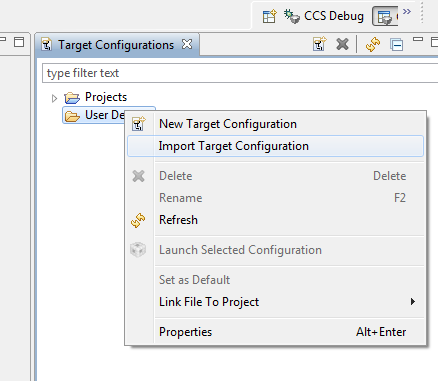 CCS Debug
Target Configurations
type filter text
Projects
User De
New Target Configuration
Import Target Configuration
Delete Delete
Rename F2
Refresh
Launch Selected Configuration
Set as Default
Link File To Project
Properties Alt+Enter